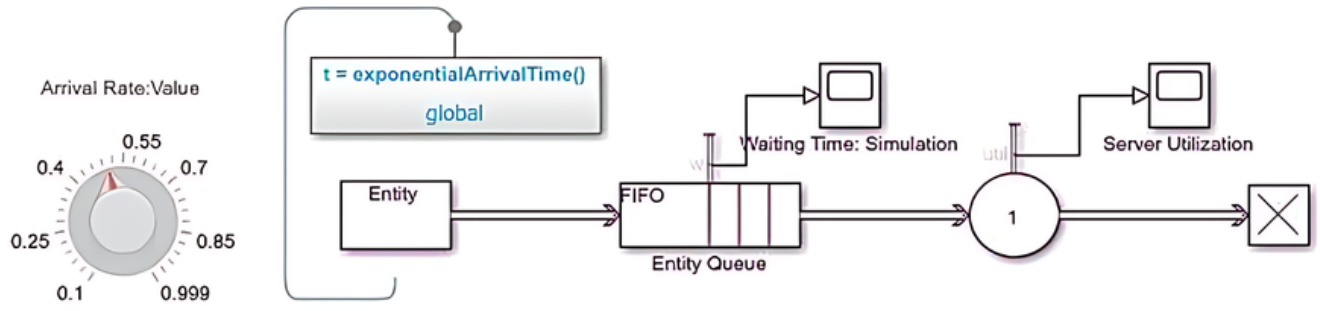 Arrival Rate:Value
0.55
0.4
0.7
0.25
0.85
0.1
0.999
t = exponentialArrivalTime()
global
Entity
FIFO
Entity Queue
w
Waiting Time: Simulation
util
1
Server Utilization